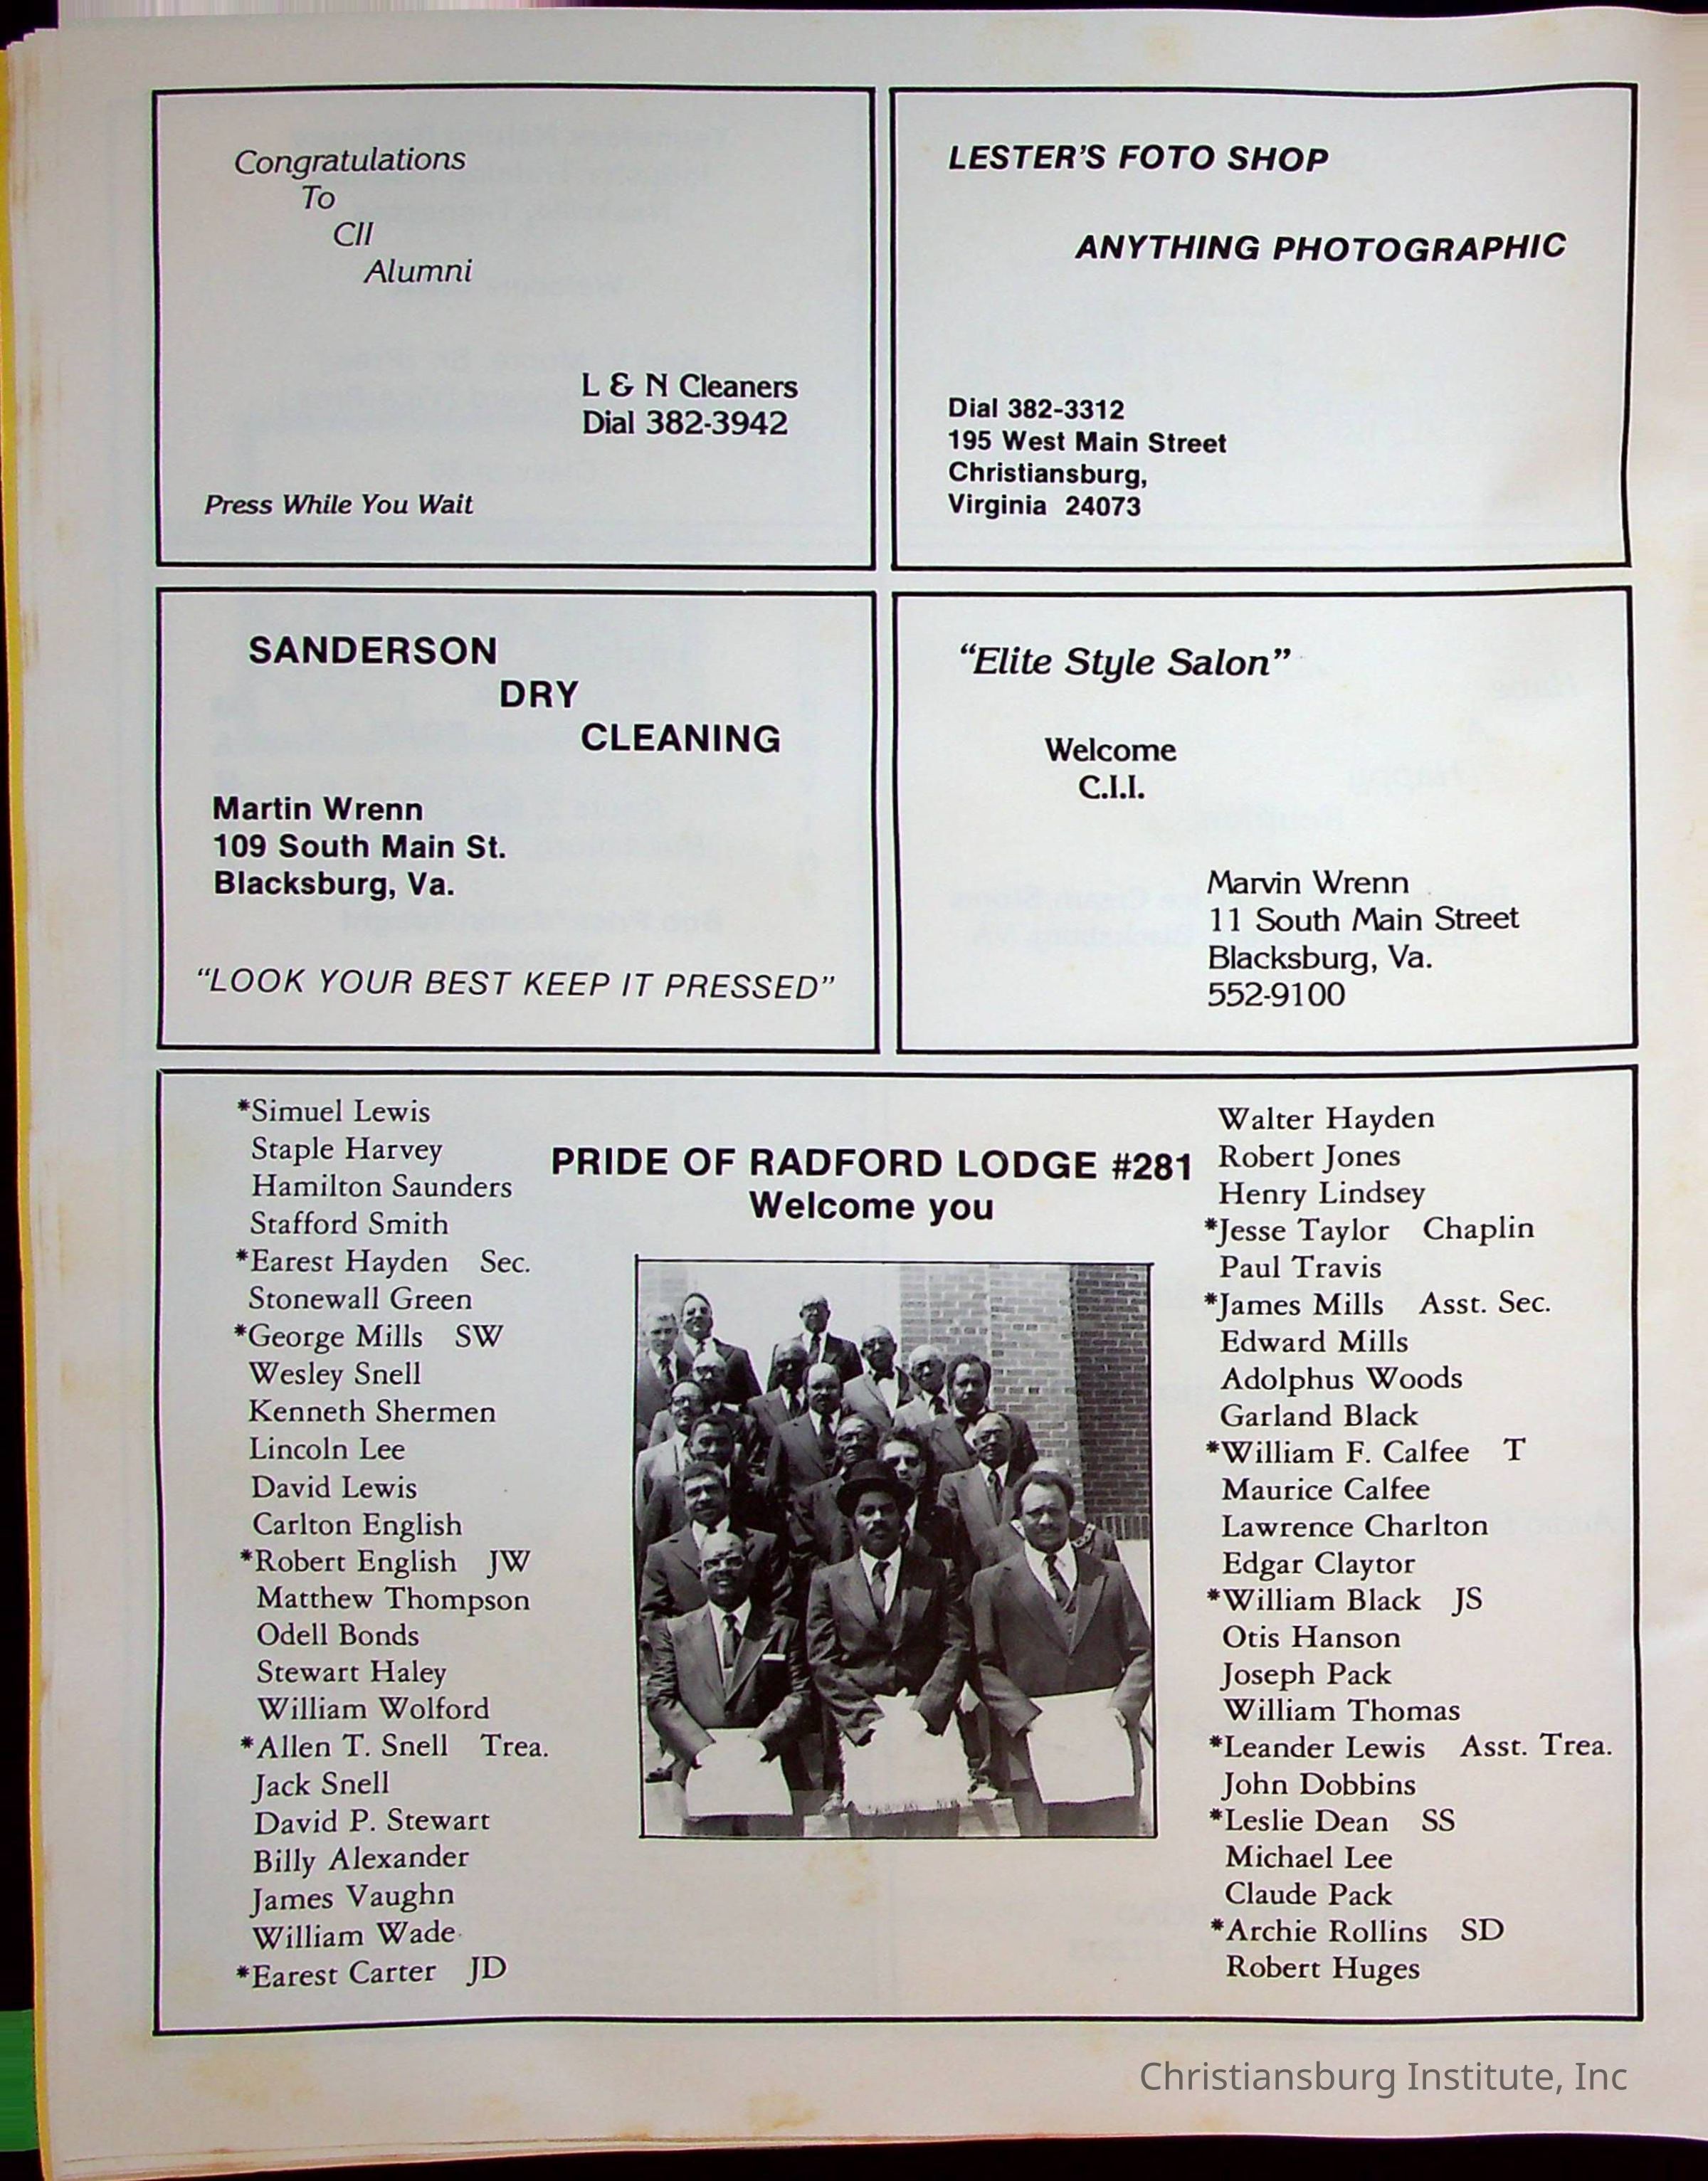 Congratulations
To
CII
Alumni
L & N Cleaners
Dial 382-3942
Press While You Wait
LESTER'S FOTO SHOP
ANYTHING PHOTOGRAPHIC
Dial 382-3312
195 West Main Street
Christiansburg,
Virginia 24073
SANDERSON
DRY
CLEANING
Martin Wrenn
109 South Main St.
Blacksburg, Va.
"LOOK YOUR BEST KEEP IT PRESSED"
"Elite Style Salon"
Welcome
C.I.I.
Marvin Wrenn
11 South Main Street
Blacksburg, Va.
552-9100
*Simuel Lewis
Staple Harvey
Hamilton Saunders
Stafford Smith
*Earest Hayden Sec.
Stonewall Green
*George Mills SW
Wesley Snell
Kenneth Shermen
Lincoln Lee
David Lewis
Carlton English
*Robert English JW
Matthew Thompson
Odell Bonds
Stewart Haley
William Wolford
*Allen T. Snell Trea.
Jack Snell
David P. Stewart
Billy Alexander
James Vaughn
William Wade
*Earest Carter JD
PRIDE OF RADFORD LODGE #281
Welcome you
Walter Hayden
Robert Jones
Henry Lindsey
*Jesse Taylor Chaplin
Paul Travis
*James Mills Asst. Sec.
Edward Mills
Adolphus Woods
Garland Black
*William F. Calfee T
Maurice Calfee
Lawrence Charlton
Edgar Claytor
*William Black JS
Otis Hanson
Joseph Pack
William Thomas
*Leander Lewis Asst. Trea.
John Dobbins
*Leslie Dean SS
Michael Lee
Claude Pack
*Archie Rollins SD
Robert Huges
Christiansburg Institute, Inc